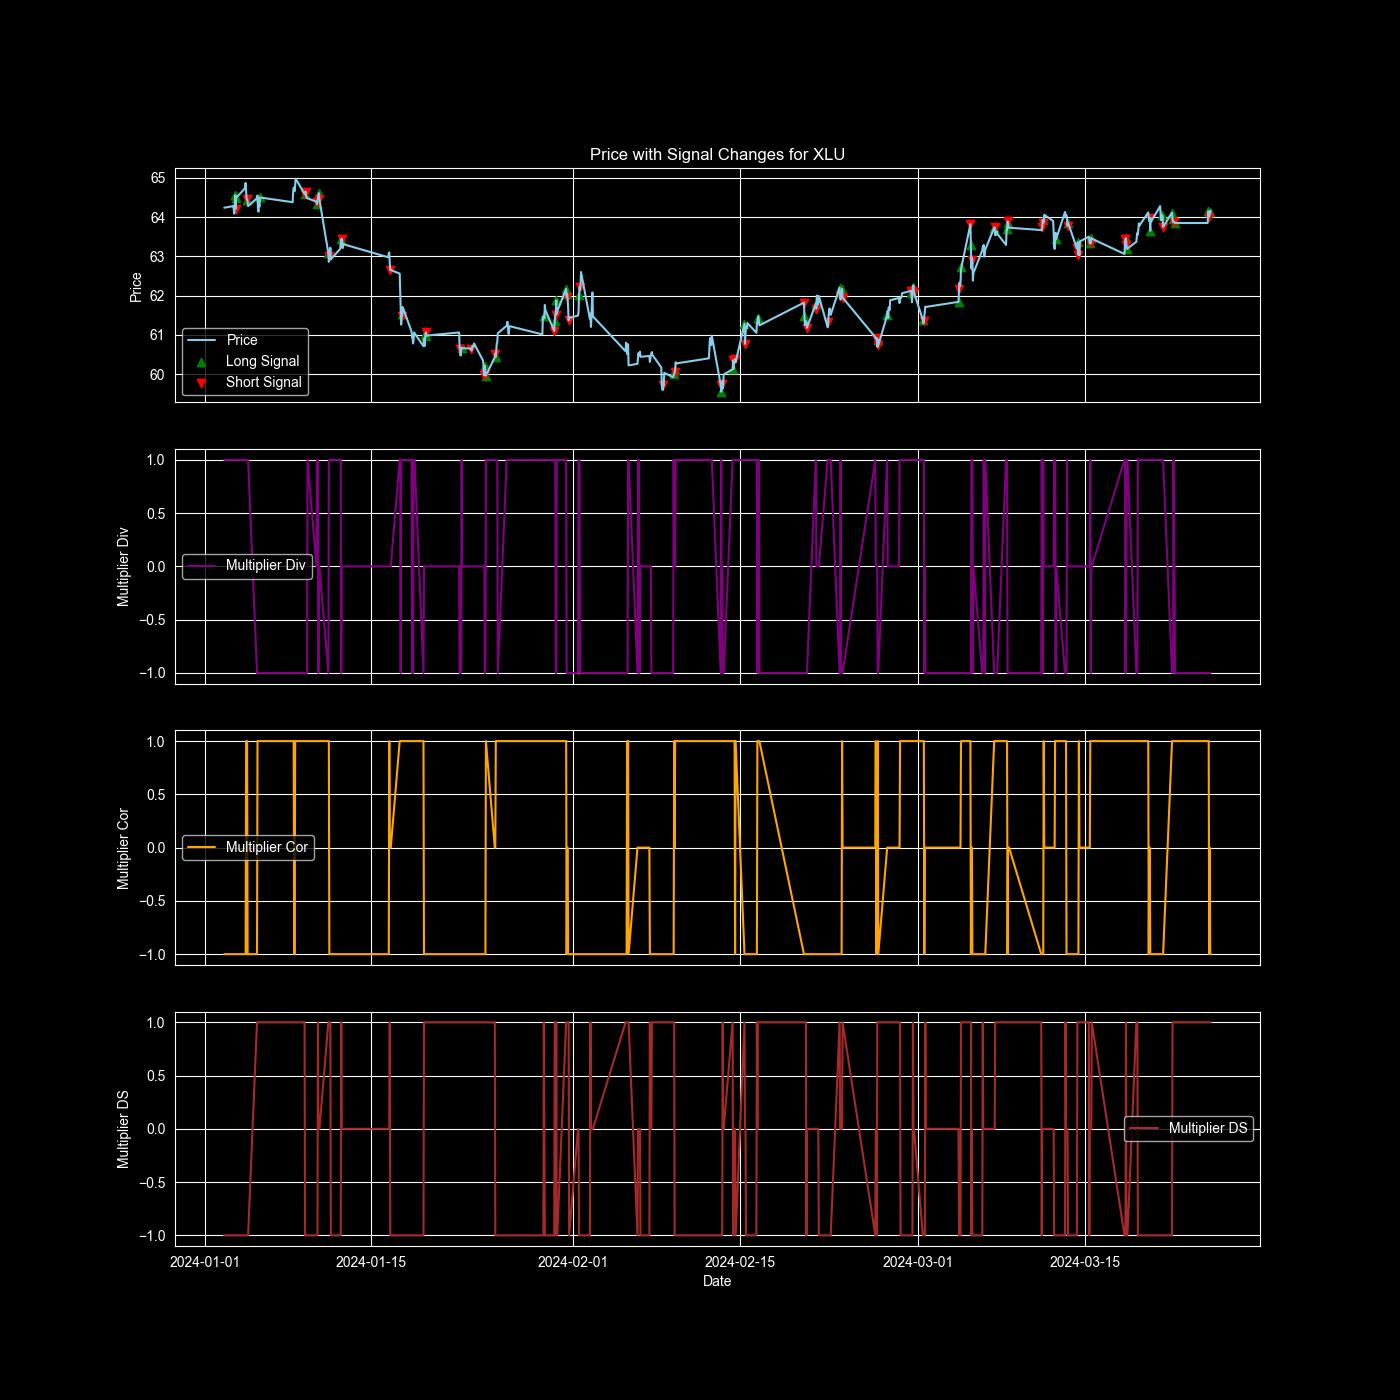 Price with Signal Changes for XLU
65
64
63
62
61
60
Price
Price
Long Signal
Short Signal
1.0
0.5
0.0
−0.5
−1.0
Multiplier Div
Multiplier Div
1.0
0.5
0.0
−0.5
−1.0
Multiplier Cor
Multiplier Cor
1.0
0.5
0.0
−0.5
−1.0
Multiplier DS
Multiplier DS
2024-01-01 2024-01-15 2024-02-01 2024-02-15 2024-03-01 2024-03-15
Date